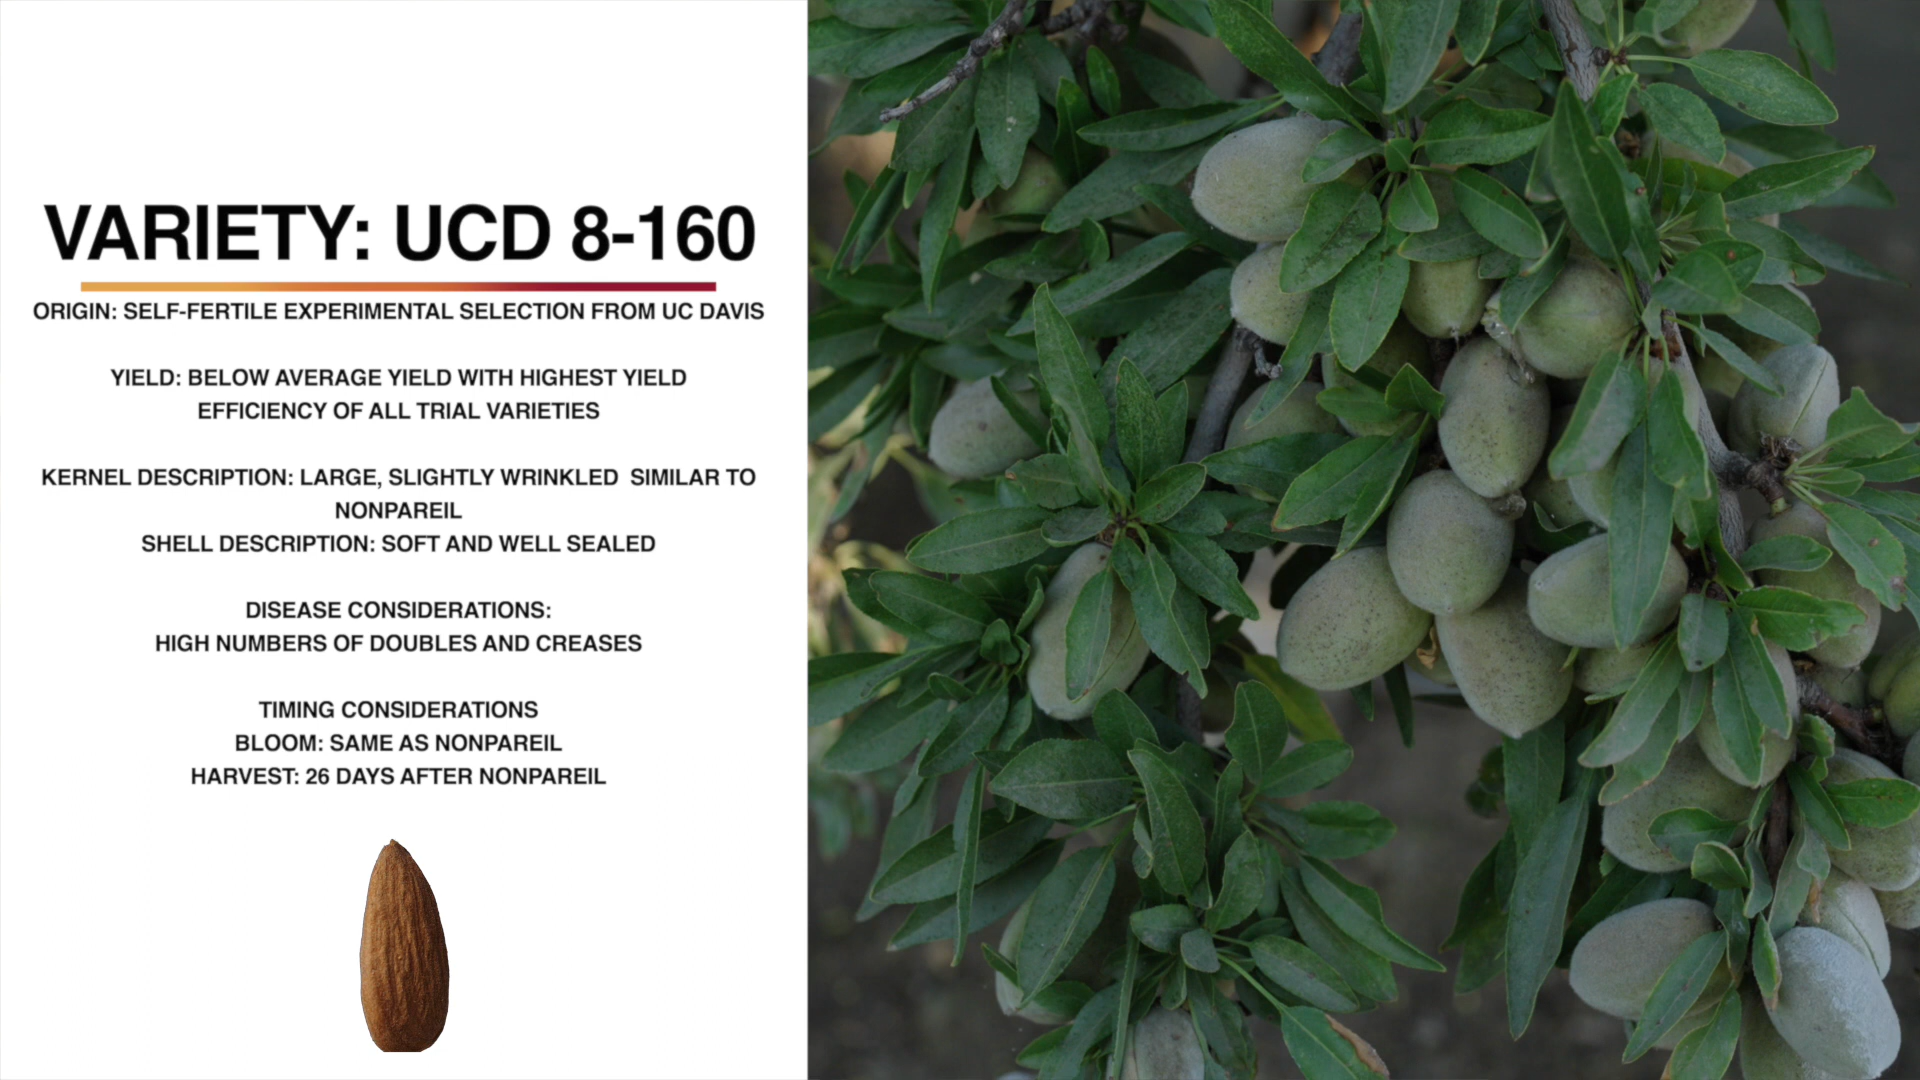 VARIETY: UCD 8-160
ORIGIN: SELF-FERTILE EXPERIMENTAL SELECTION FROM UC DAVIS
YIELD: BELOW AVERAGE YIELD WITH HIGHEST YIELD
EFFICIENCY OF ALL TRIAL VARIETIES
KERNEL DESCRIPTION: LARGE, SLIGHTLY WRINKLED  SIMILAR TO
NONPAREIL
SHELL DESCRIPTION: SOFT AND WELL SEALED
DISEASE CONSIDERATIONS:
HIGH NUMBERS OF DOUBLES AND CREASES
TIMING CONSIDERATIONS
BLOOM: SAME AS NONPAREIL
HARVEST: 26 DAYS AFTER NONPAREIL